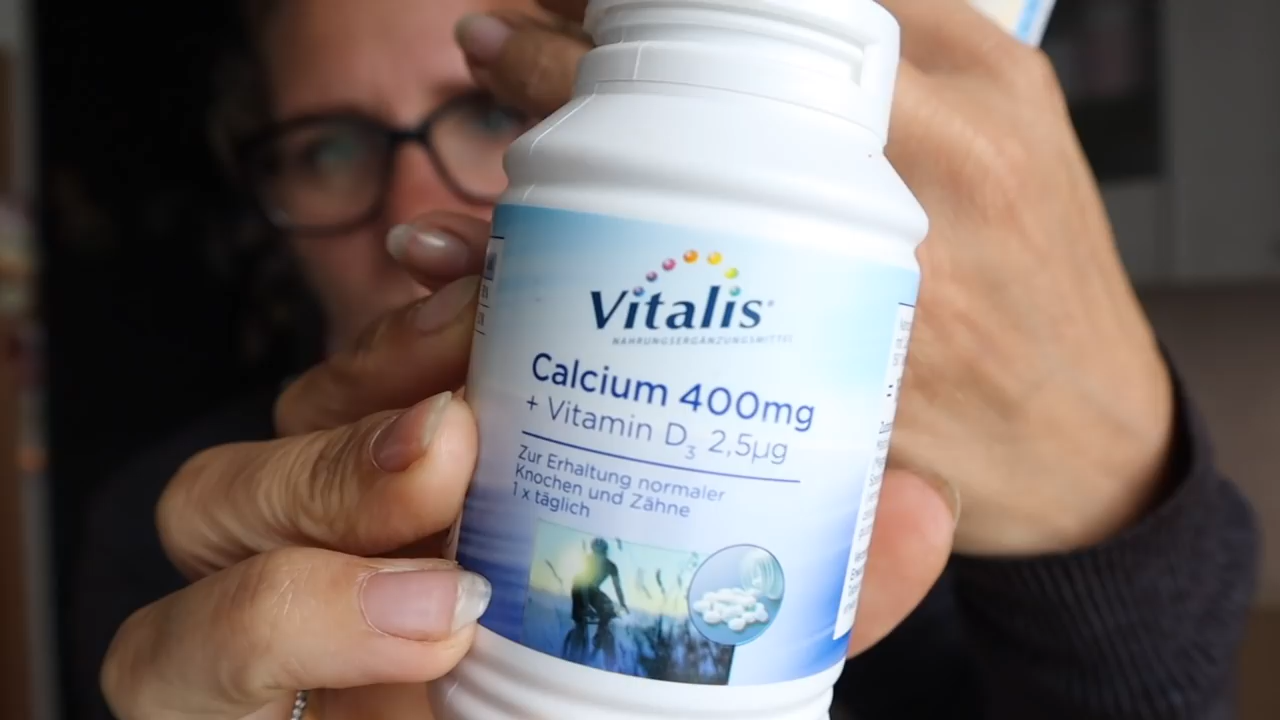 Vitalis®
NAHRUNGSERGÄNZUNGSMITTEL
Calcium 400mg
+ Vitamin D₃ 2,5µg
Zur Erhaltung normaler
Knochen und Zähne
1 x täglich